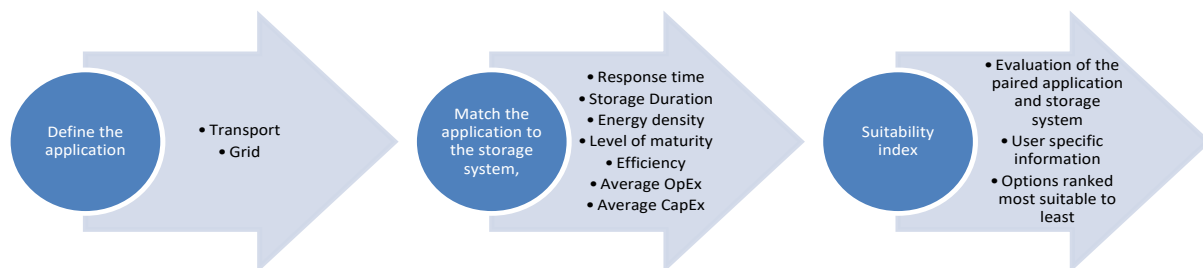 Define the
application
• Transport
• Grid
Match the
application to
the storage
system,
• Response time
• Storage Duration
• Energy density
• Level of maturity
• Efficiency
• Average OpEx
• Average CapEx
Suitability
index
• Evaluation of the
paired application
and storage
system
• User specific
information
• Options ranked
most suitable to
least